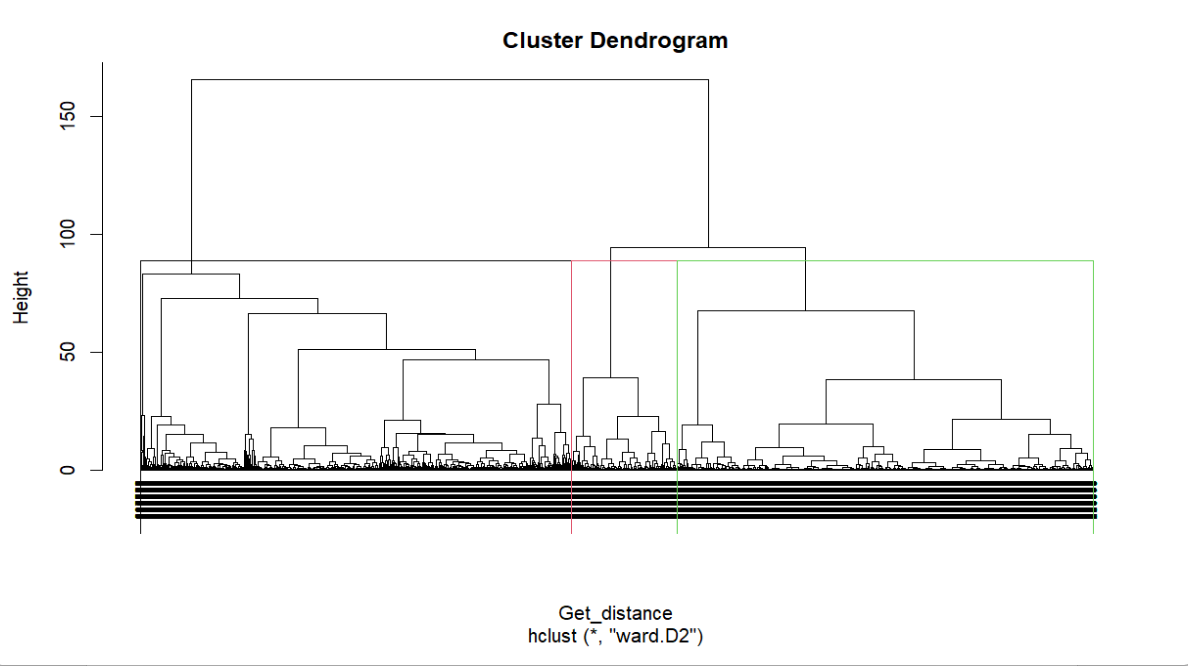 Cluster Dendrogram
Height
150
100
50
0
Get_distance
hclust (*, "ward.D2")